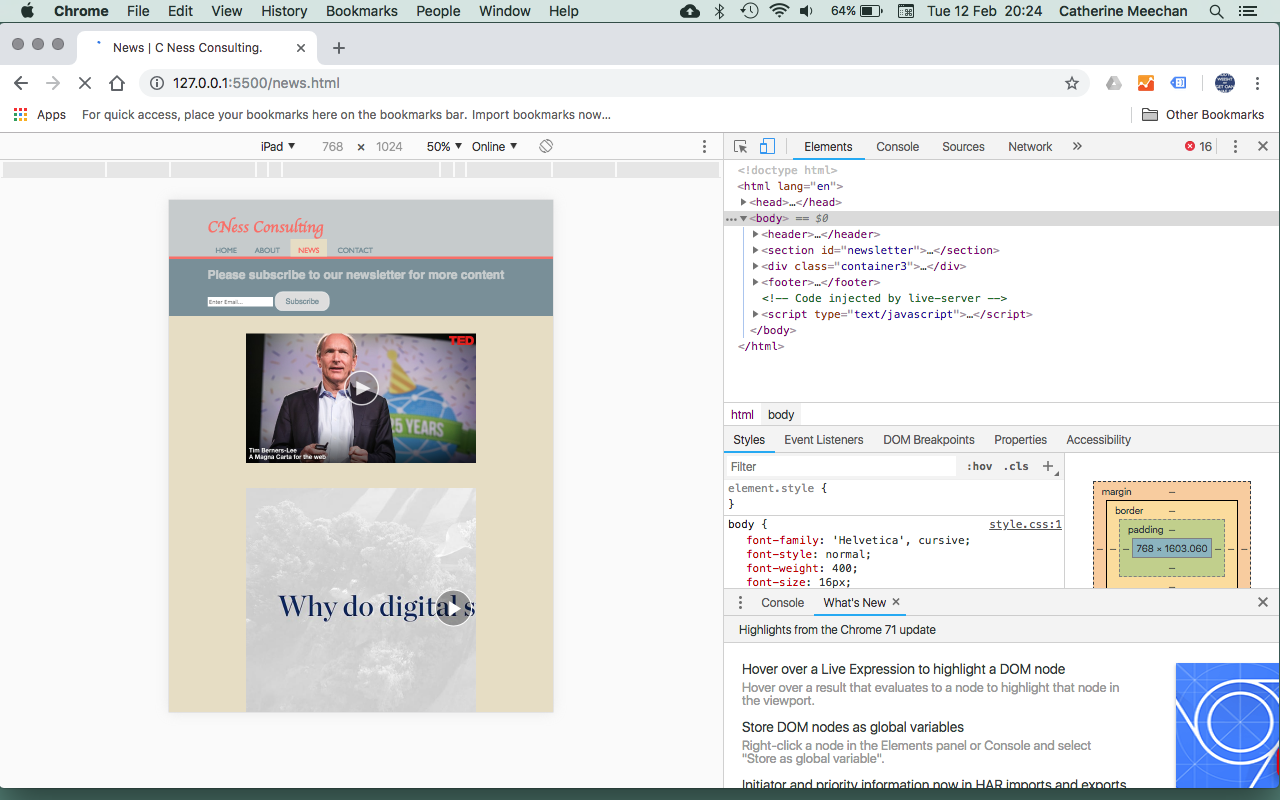 Chrome File Edit View History Bookmarks People Window Help 64% Tue 12 Feb 20:24 Catherine Meechan
News | C Ness Consulting.
127.0.0.1:5500/news.html
Apps For quick access, place your bookmarks here on the bookmarks bar. Import bookmarks now... Other Bookmarks
iPad 768 × 1024 50% Online
Elements Console Sources Network » 16
<!doctype html>
<html lang="en">
<head>…</head>
<body> == $0
<header>…</header>
<section id="newsletter">…</section>
<div class="container3">…</div>
<footer>…</footer>
<!-- Code injected by live-server -->
<script type="text/javascript">…</script>
</body>
</html>
CNess Consulting
HOME ABOUT NEWS CONTACT
Please subscribe to our newsletter for more content
Enter Email... Subscribe
TED
25 YEARS
Tim Berners-Lee
A Magna Carta for the web
Why do digital s
html body
Styles Event Listeners DOM Breakpoints Properties Accessibility
Filter :hov .cls +
element.style {
}
body { style.css:1
font-family: 'Helvetica', cursive;
font-style: normal;
font-weight: 400;
font-size: 16px;
margin –
border –
padding –
768 × 1603.060
Console What's New
Highlights from the Chrome 71 update
Hover over a Live Expression to highlight a DOM node
Hover over a result that evaluates to a node to highlight that node in
the viewport.
Store DOM nodes as global variables
Right-click a node in the Elements panel or Console and select
"Store as global variable".
Initiator and priority information now in HAR imports and exports